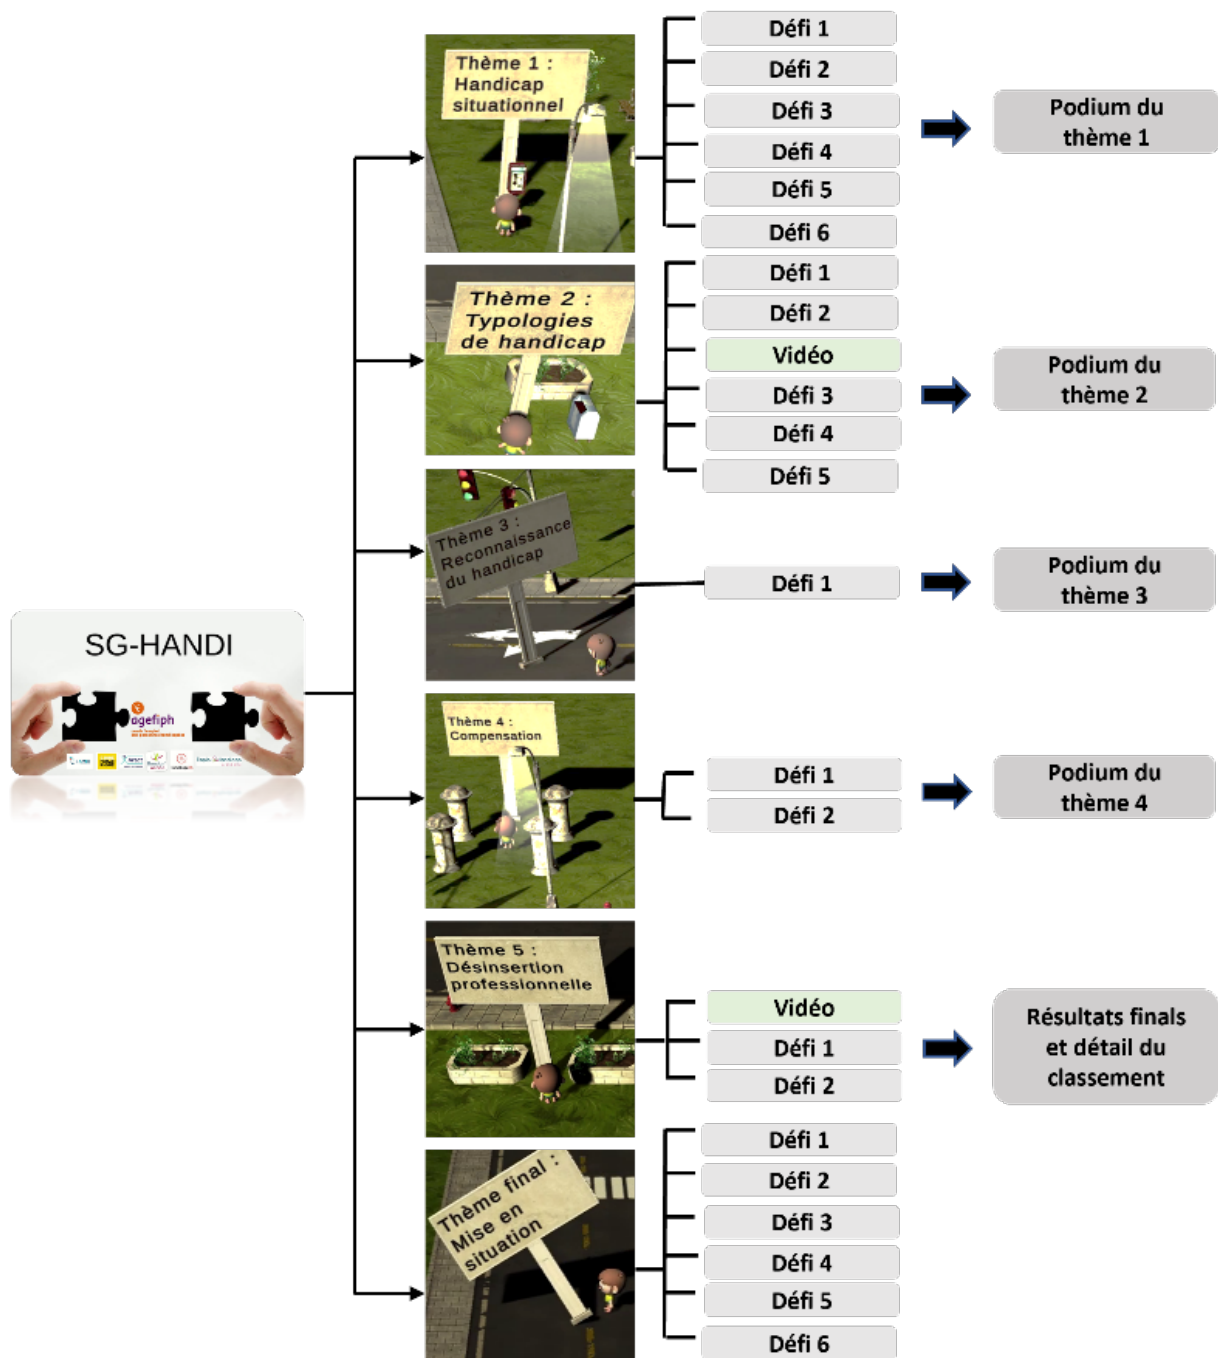 SG-HANDI
agefiph
Thème 1 :
Handicap
situationnel
Défi 1
Défi 2
Défi 3
Défi 4
Défi 5
Défi 6
Podium du
thème 1
Thème 2 :
Typologies
de handicap
Défi 1
Défi 2
Vidéo
Défi 3
Défi 4
Défi 5
Podium du
thème 2
Thème 3 :
Reconnaissance
du handicap
Défi 1
Podium du
thème 3
Thème 4 :
Compensation
Défi 1
Défi 2
Podium du
thème 4
Thème 5 :
Désinsertion
professionnelle
Vidéo
Défi 1
Défi 2
Résultats finals
et détail du
classement
Thème final :
Mise en
situation
Défi 1
Défi 2
Défi 3
Défi 4
Défi 5
Défi 6